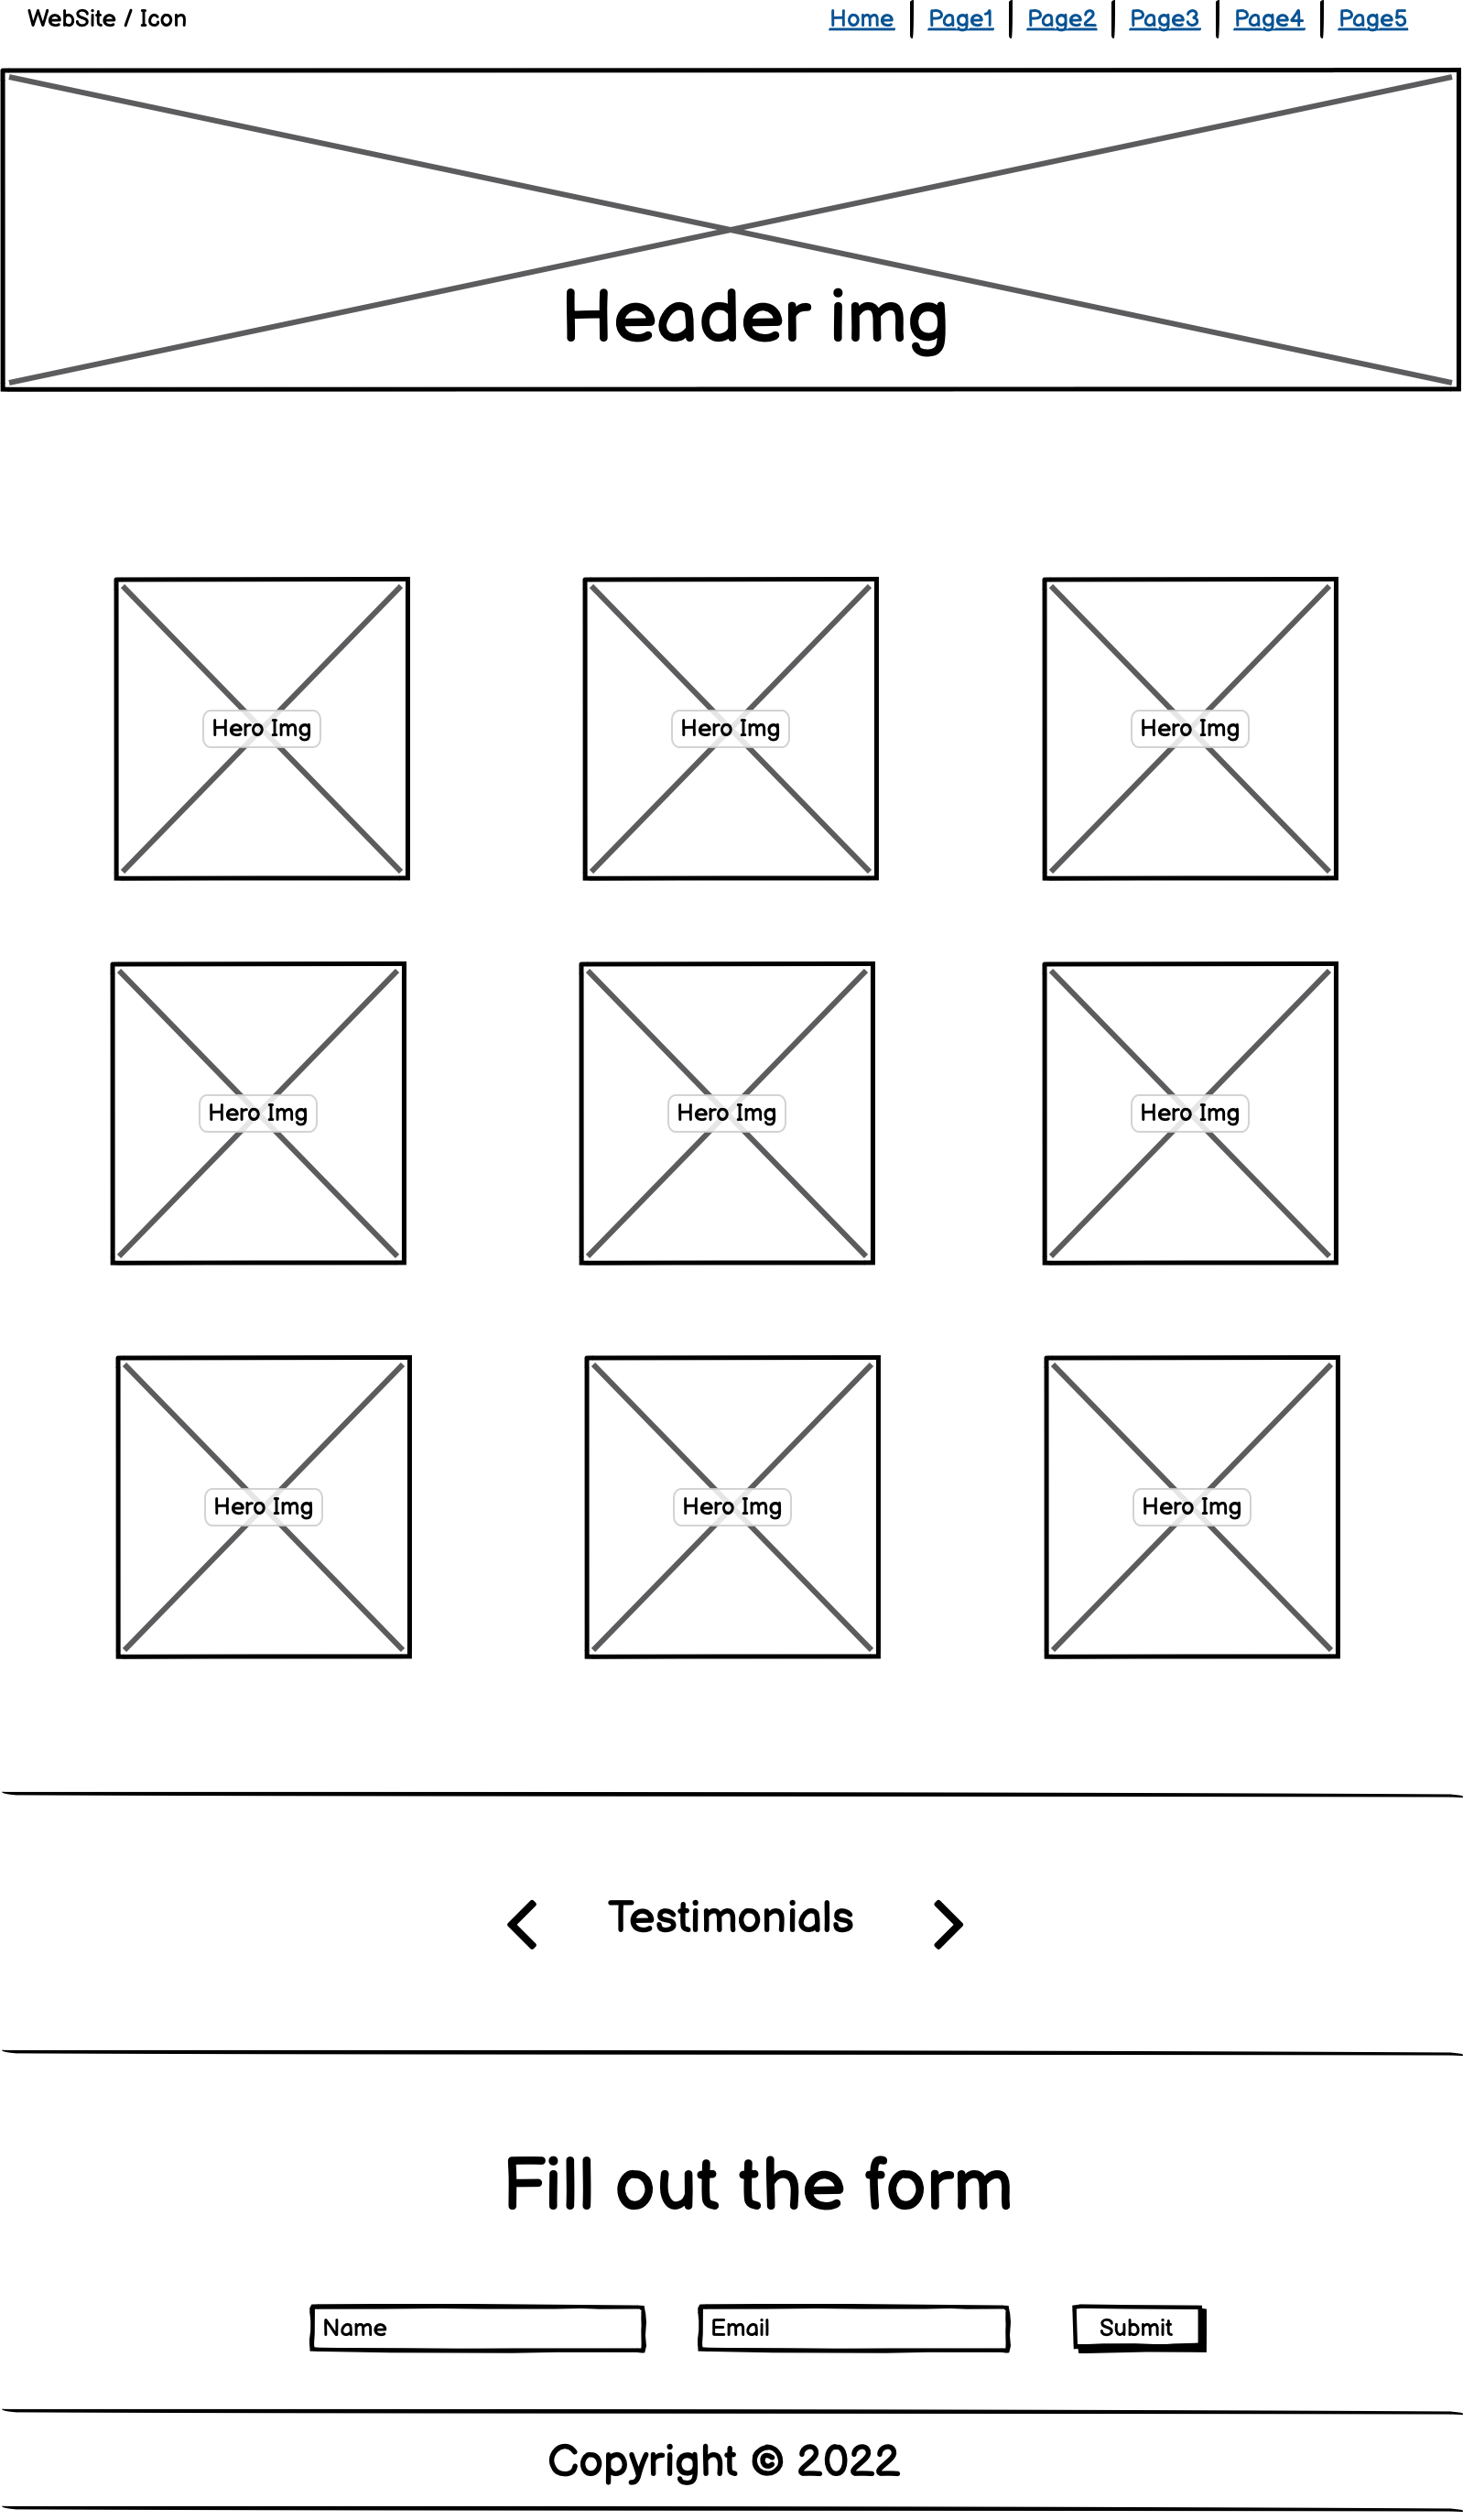 WebSite / Icon
Home | Page1 | Page2 | Page3 | Page4 | Page5
Header img
Hero Img Hero Img Hero Img
Hero Img Hero Img Hero Img
Hero Img Hero Img Hero Img
Testimonials
Fill out the form
Name Email Submit
Copyright © 2022